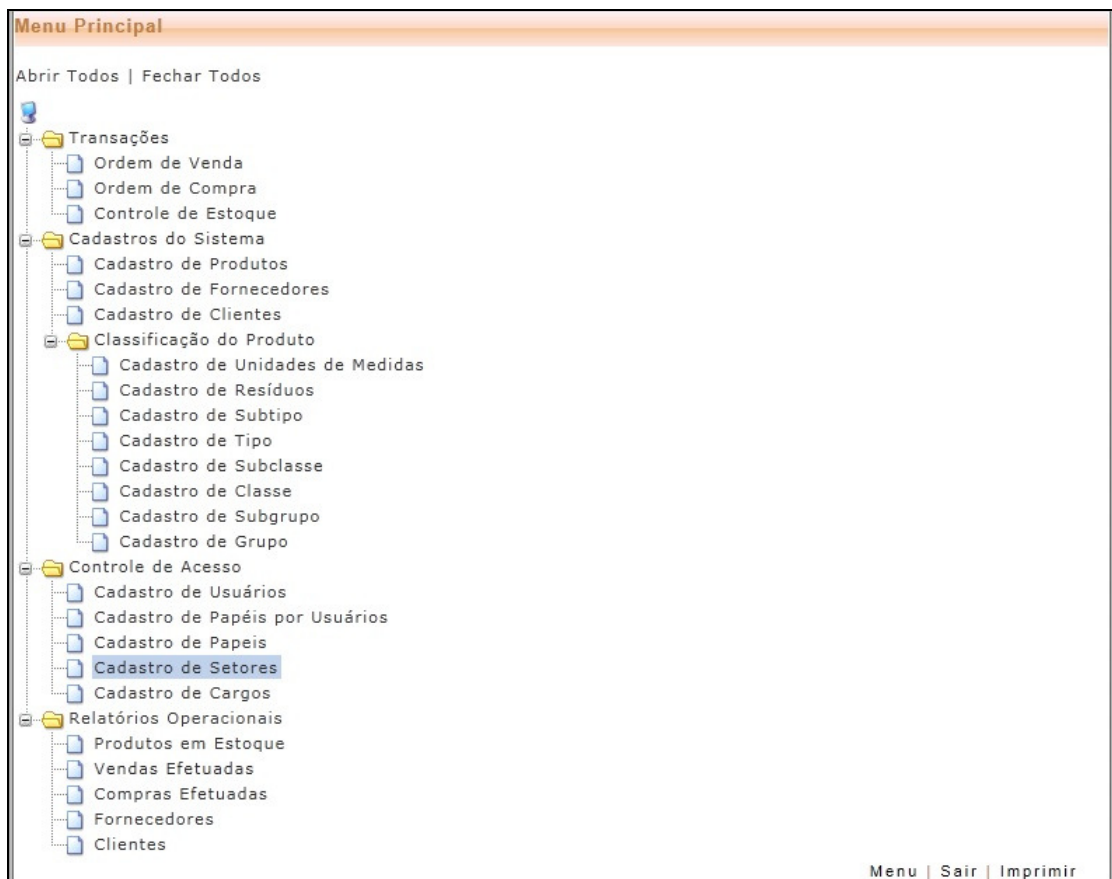 Menu Principal
Abrir Todos | Fechar Todos
Transações
Ordem de Venda
Ordem de Compra
Controle de Estoque
Cadastros do Sistema
Cadastro de Produtos
Cadastro de Fornecedores
Cadastro de Clientes
Classificação do Produto
Cadastro de Unidades de Medidas
Cadastro de Resíduos
Cadastro de Subtipo
Cadastro de Tipo
Cadastro de Subclasse
Cadastro de Classe
Cadastro de Subgrupo
Cadastro de Grupo
Controle de Acesso
Cadastro de Usuários
Cadastro de Papéis por Usuários
Cadastro de Papeis
Cadastro de Setores
Cadastro de Cargos
Relatórios Operacionais
Produtos em Estoque
Vendas Efetuadas
Compras Efetuadas
Fornecedores
Clientes
Menu | Sair | Imprimir